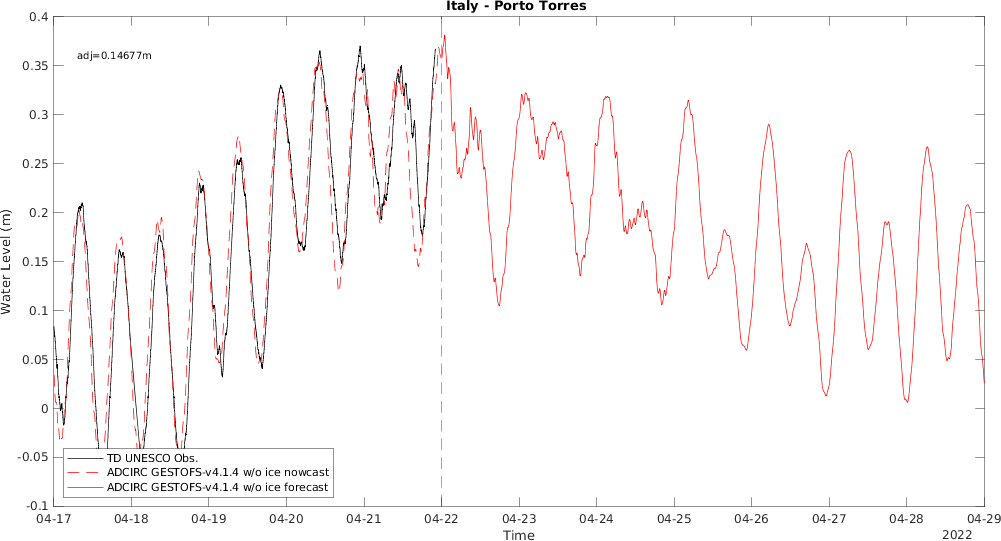 Italy - Porto Torres
adj=0.14677m
Water Level (m)
0.4
0.35
0.3
0.25
0.2
0.15
0.1
0.05
0
-0.05
-0.1
TD UNESCO Obs.
ADCIRC GESTOFS-v4.1.4 w/o ice nowcast
ADCIRC GESTOFS-v4.1.4 w/o ice forecast
04-17 04-18 04-19 04-20 04-21 04-22 04-23 04-24 04-25 04-26 04-27 04-28 04-29
Time
2022